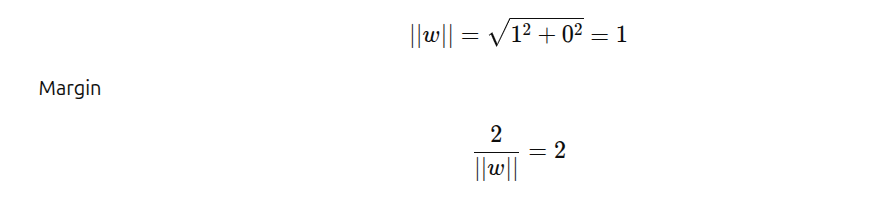 ||w|| = √(1² + 0²) = 1
Margin
2/||w|| = 2